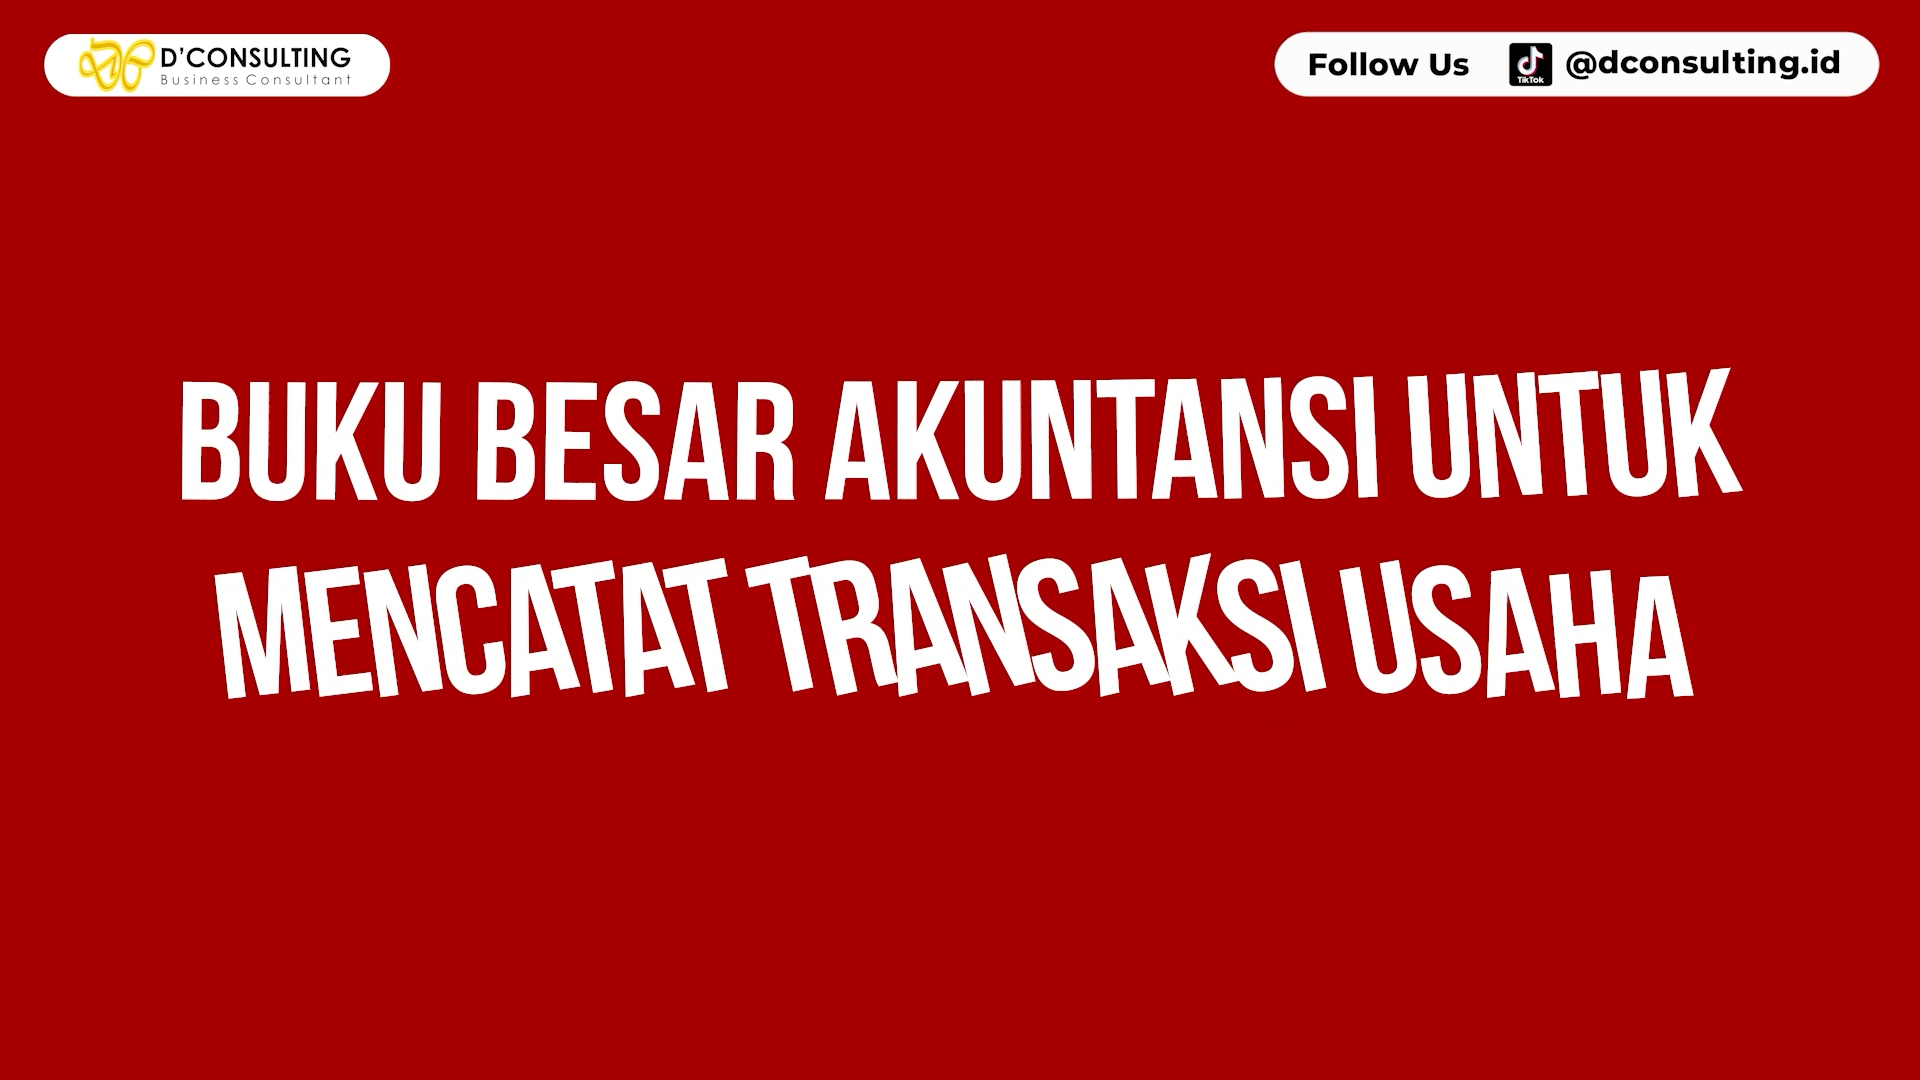 D'CONSULTING
Business Consultant
Follow Us TikTok @dconsulting.id
BUKU BESAR AKUNTANSI UNTUK
MENCATAT TRANSAKSI USAHA